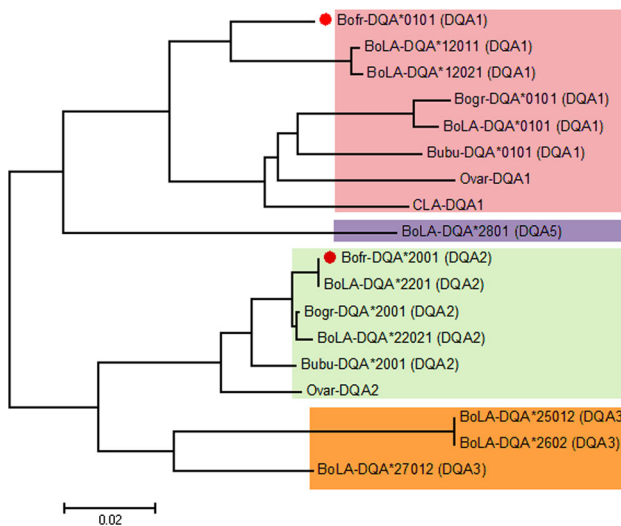 Bofr-DQA*0101 (DQA1)
BoLA-DQA*12011 (DQA1)
BoLA-DQA*12021 (DQA1)
Bogr-DQA*0101 (DQA1)
BoLA-DQA*0101 (DQA1)
Bubu-DQA*0101 (DQA1)
Ovar-DQA1
CLA-DQA1
BoLA-DQA*2801 (DQA5)
Bofr-DQA*2001 (DQA2)
BoLA-DQA*2201 (DQA2)
Bogr-DQA*2001 (DQA2)
BoLA-DQA*22021 (DQA2)
Bubu-DQA*2001 (DQA2)
Ovar-DQA2
BoLA-DQA*25012 (DQA3
BoLA-DQA*2602 (DQA3)
BoLA-DQA*27012 (DQA3)
0.02